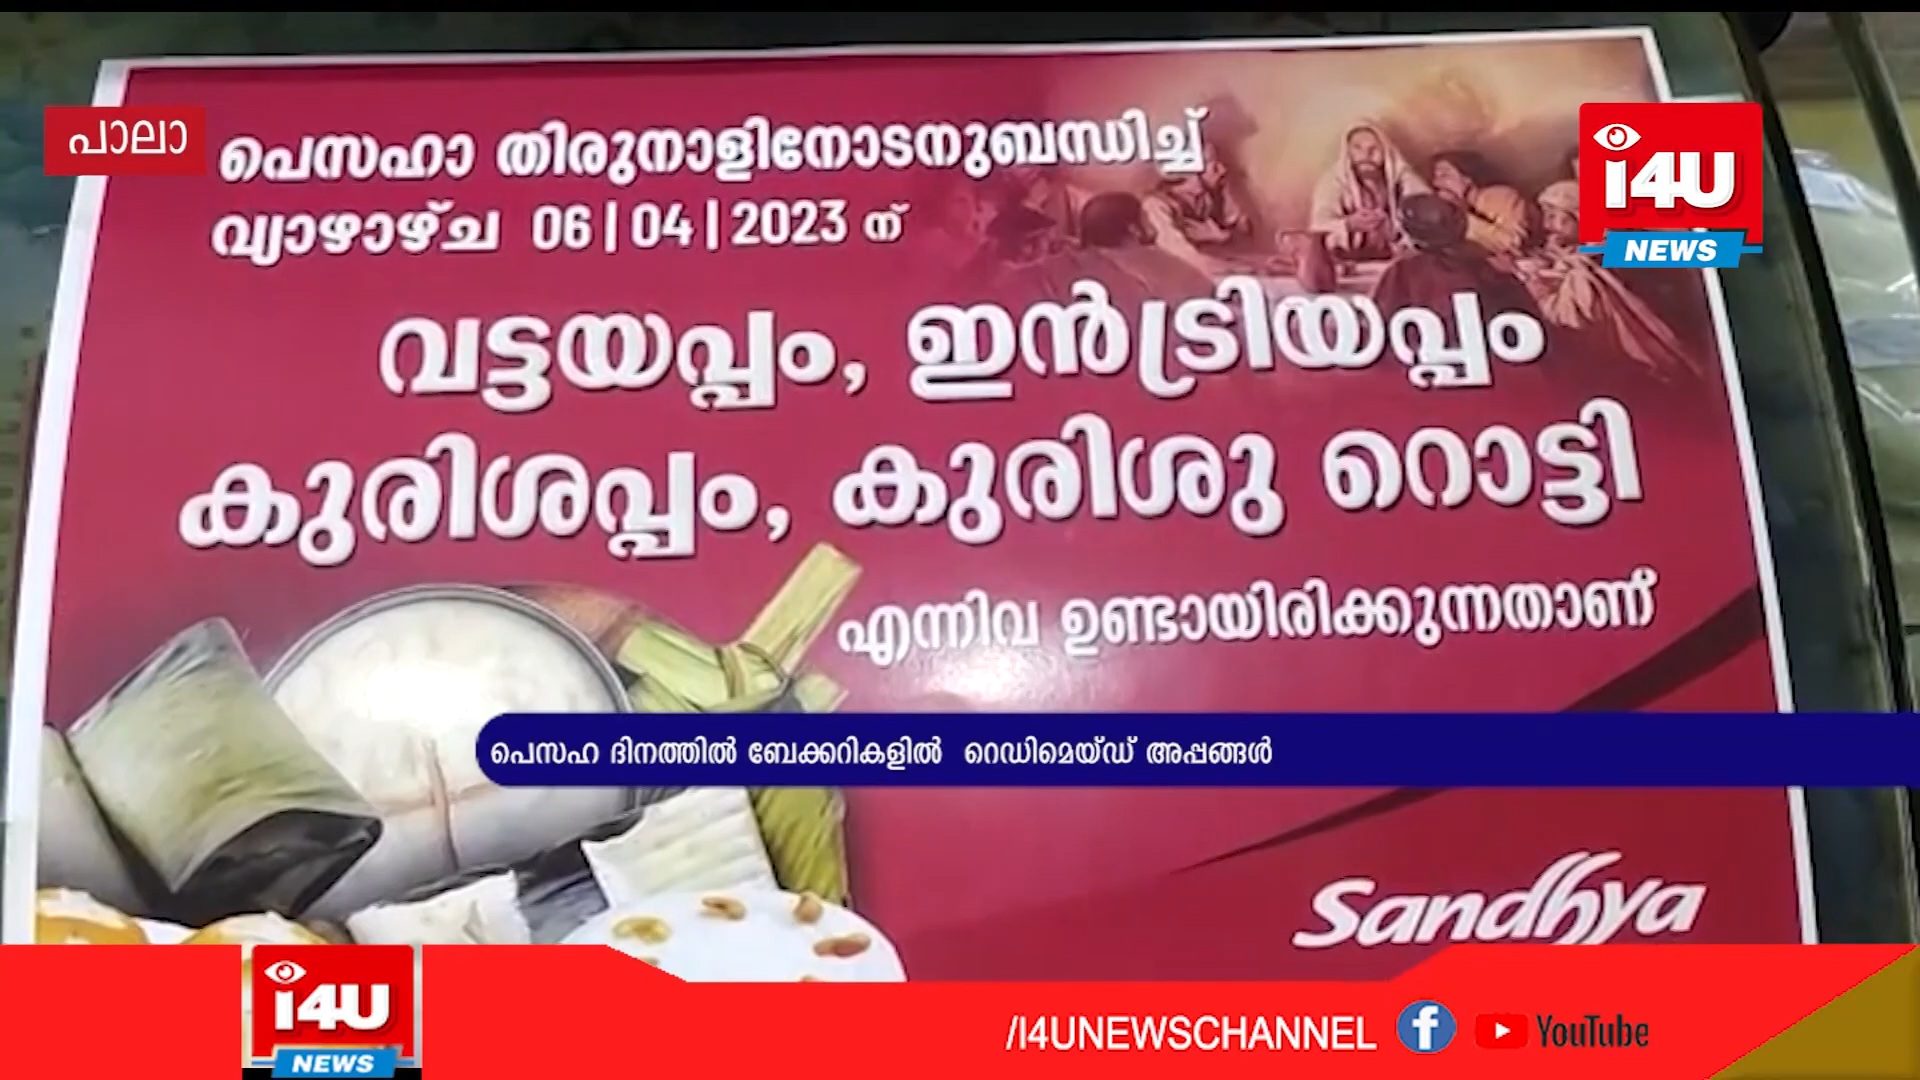 പാലാ
പെസഹാ തിരുനാളിനോടനുബന്ധിച്ച്
വ്യാഴാഴ്ച 06|04|2023 ന്
i4U
NEWS
വട്ടയപ്പം, ഇൻട്രിയപ്പം
കുരിശപ്പം, കുരിശു റൊട്ടി
എന്നിവ ഉണ്ടായിരിക്കുന്നതാണ്
പെസഹ ദിനത്തിൽ ബേക്കറികളിൽ റെഡിമെയ്ഡ് അപ്പങ്ങൾ
Sandhya
i4U
NEWS
/I4UNEWSCHANNEL f YouTube